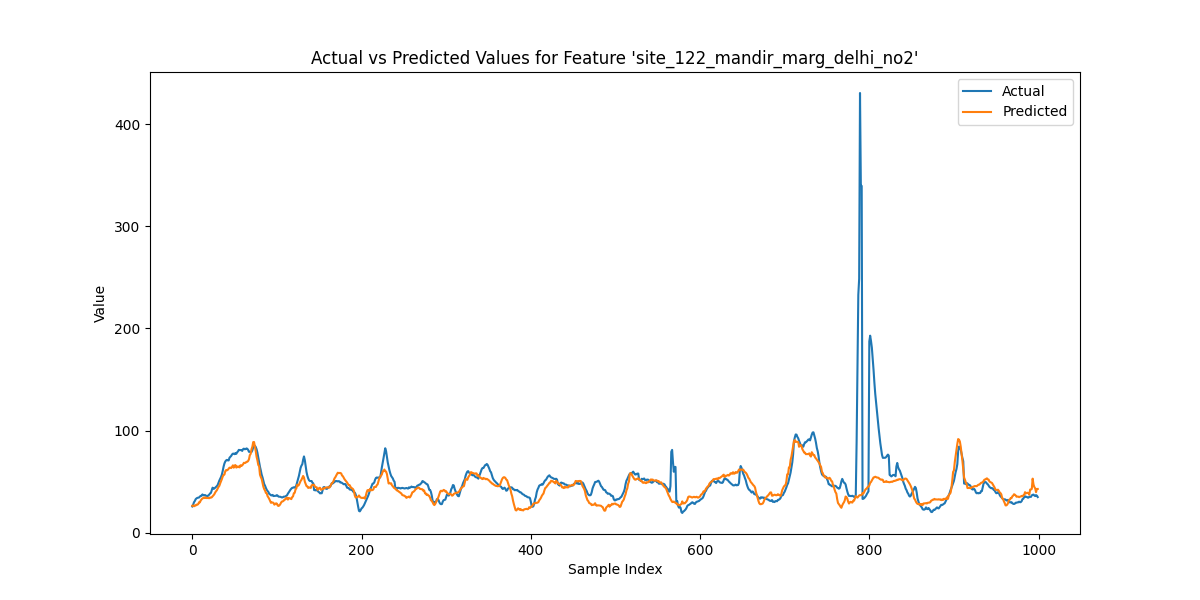 Actual vs Predicted Values for Feature 'site_122_mandir_marg_delhi_no2'
Actual
Predicted
400
300
200
100
0
Value
0 200 400 600 800 1000
Sample Index